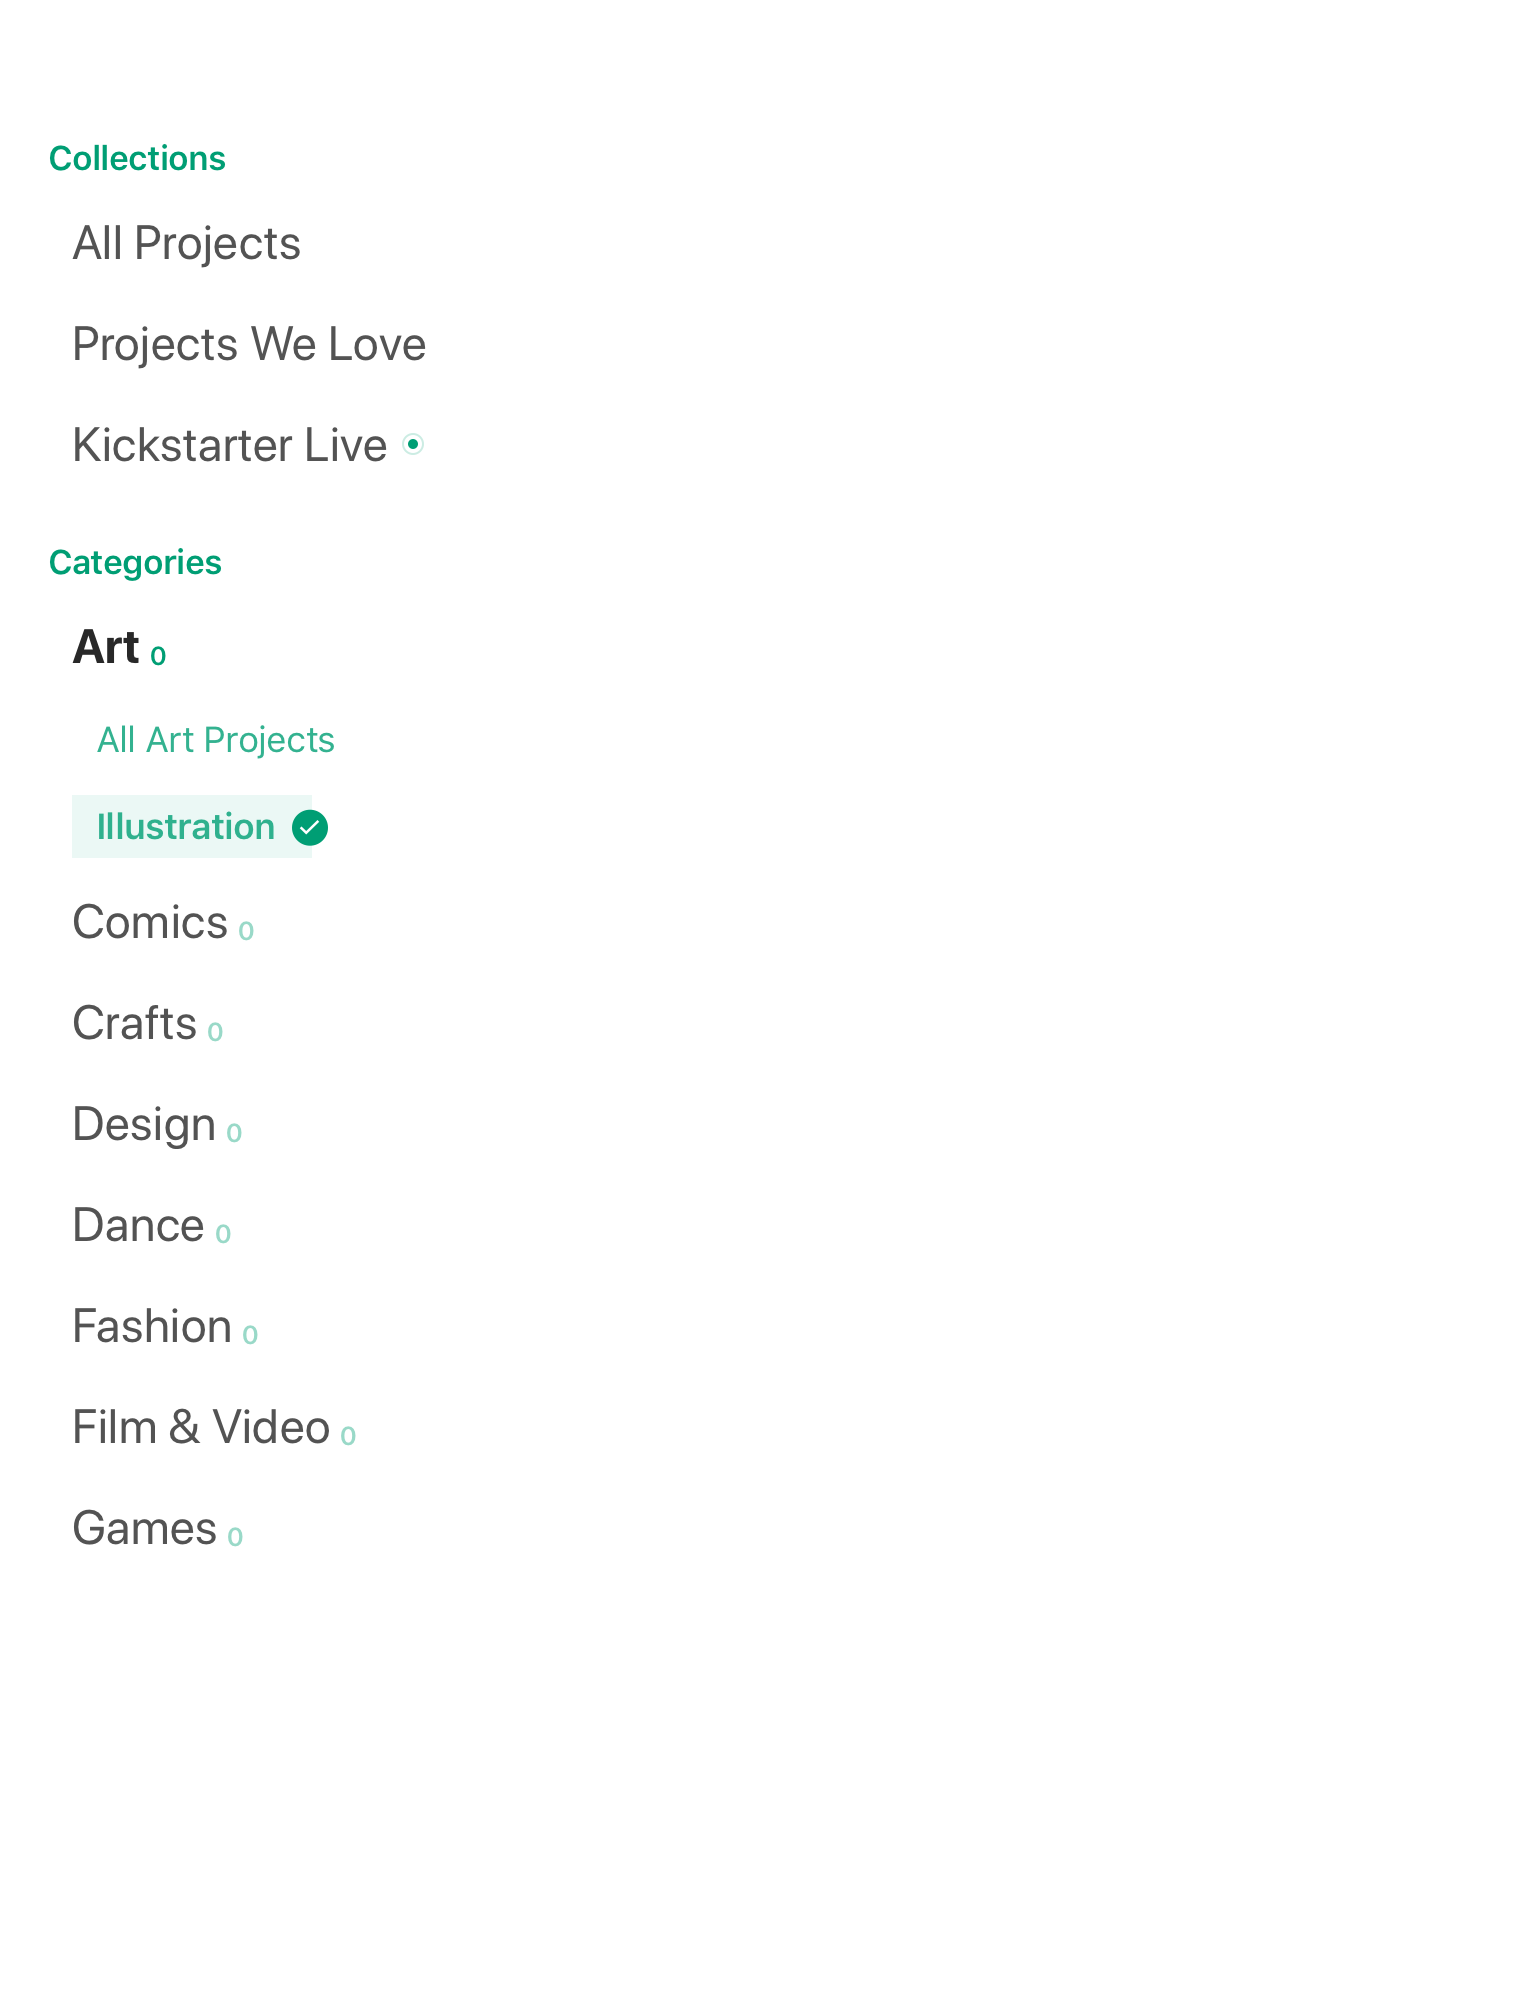 Collections
All Projects
Projects We Love
Kickstarter Live
Categories
Art 0
All Art Projects
Illustration
Comics 0
Crafts 0
Design 0
Dance 0
Fashion 0
Film & Video 0
Games 0